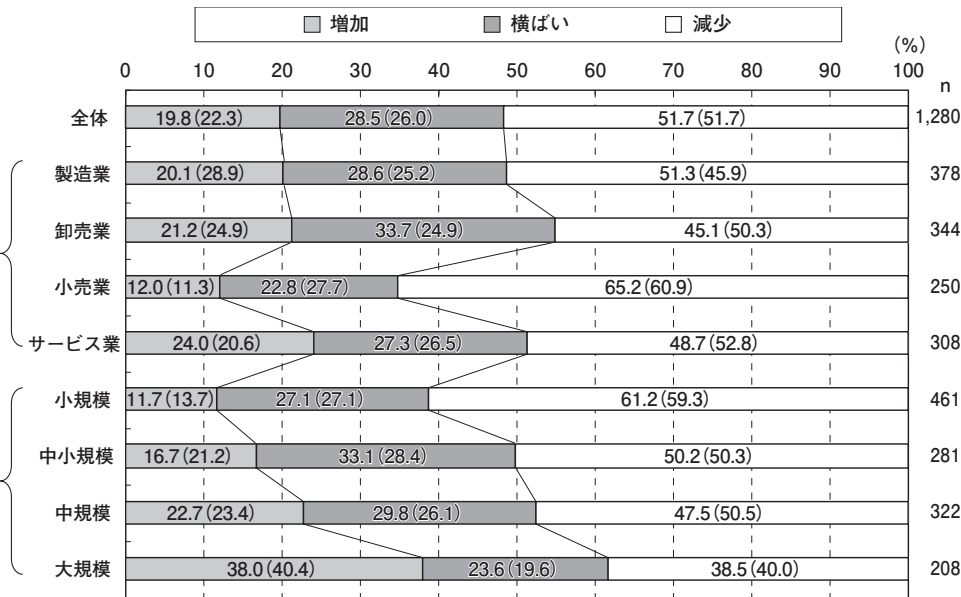 増加 横ばい 減少
(%)
0 10 20 30 40 50 60 70 80 90 100
n
全体 19.8(22.3) 28.5(26.0) 51.7(51.7) 1,280
製造業 20.1(28.9) 28.6(25.2) 51.3(45.9) 378
卸売業 21.2(24.9) 33.7(24.9) 45.1(50.3) 344
小売業 12.0(11.3) 22.8(27.7) 65.2(60.9) 250
サービス業 24.0(20.6) 27.3(26.5) 48.7(52.8) 308
小規模 11.7(13.7) 27.1(27.1) 61.2(59.3) 461
中小規模 16.7(21.2) 33.1(28.4) 50.2(50.3) 281
中規模 22.7(23.4) 29.8(26.1) 47.5(50.5) 322
大規模 38.0(40.4) 23.6(19.6) 38.5(40.0) 208